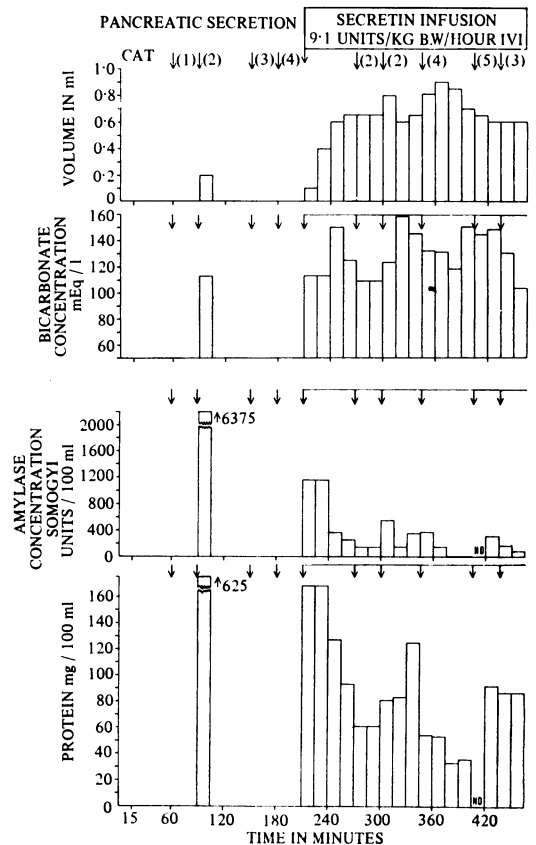 PANCREATIC SECRETION
SECRETIN INFUSION
9·1 UNITS/KG B.W/HOUR IVI
CAT
↓(1) ↓(2) ↓(3) ↓(4) ↓ ↓(2) ↓(2) ↓(4) ↓(5) ↓(3)
VOLUME IN ml
1·0
0·8
0·6
0·4
0·2
0
BICARBONATE
CONCENTRATION
mEq / l
160
140
120
100
80
60
AMYLASE
CONCENTRATION
SOMOGYI
UNITS / 100 ml
2000
1600
1200
800
400
0
↑6375
ND
PROTEIN mg / 100 ml
160
140
120
100
80
60
40
20
0
↑625
ND
15 60 120 180 240 300 360 420
TIME IN MINUTES